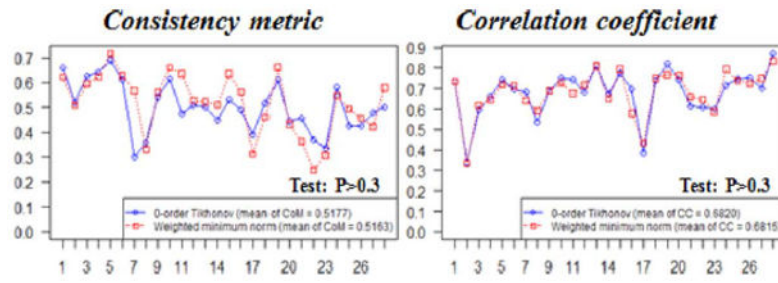 Consistency metric
Correlation coefficient
0.7
0.6
0.5
0.4
0.3
0.2
0.1
0.0
Test: P>0.3
0-order Tikhonov (mean of CoM = 0.5177)
Weighted minimum norm (mean of CoM = 0.5163)
1 3 5 7 9 11 14 17 20 23 26
0.9
0.8
0.7
0.6
0.5
0.4
0.3
0.2
0.1
0.0
Test: P>0.3
0-order Tikhonov (mean of CC = 0.6820)
Weighted minimum norm (mean of CC = 0.6815
1 3 5 7 9 11 14 17 20 23 26